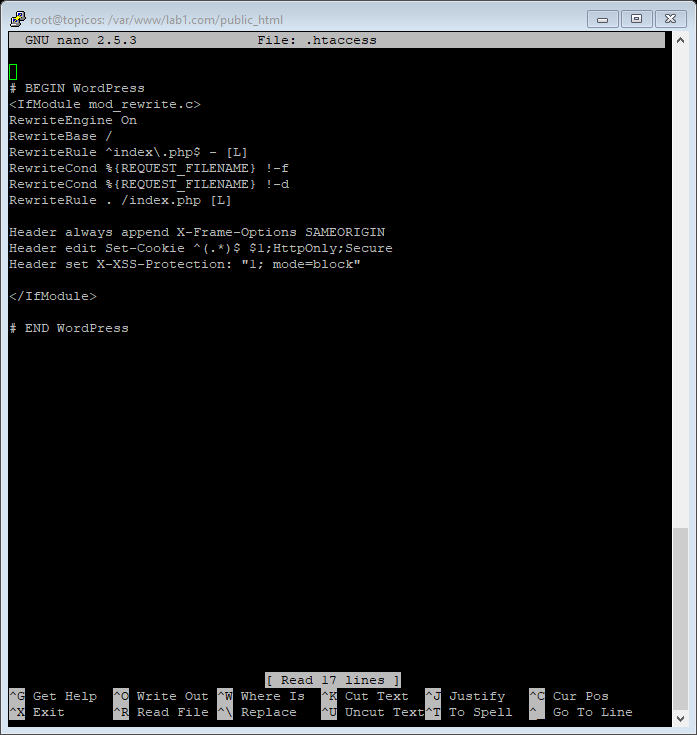 root@topicos: /var/www/lab1.com/public_html
GNU nano 2.5.3 File: .htaccess
# BEGIN WordPress
<IfModule mod_rewrite.c>
RewriteEngine On
RewriteBase /
RewriteRule ^index\.php$ - [L]
RewriteCond %{REQUEST_FILENAME} !-f
RewriteCond %{REQUEST_FILENAME} !-d
RewriteRule . /index.php [L]
Header always append X-Frame-Options SAMEORIGIN
Header edit Set-Cookie ^(.*)$ $1;HttpOnly;Secure
Header set X-XSS-Protection: "1; mode=block"
</IfModule>
# END WordPress
[ Read 17 lines ]
^G Get Help ^O Write Out ^W Where Is ^K Cut Text ^J Justify ^C Cur Pos
^X Exit ^R Read File ^\ Replace ^U Uncut Text^T To Spell ^_ Go To Line